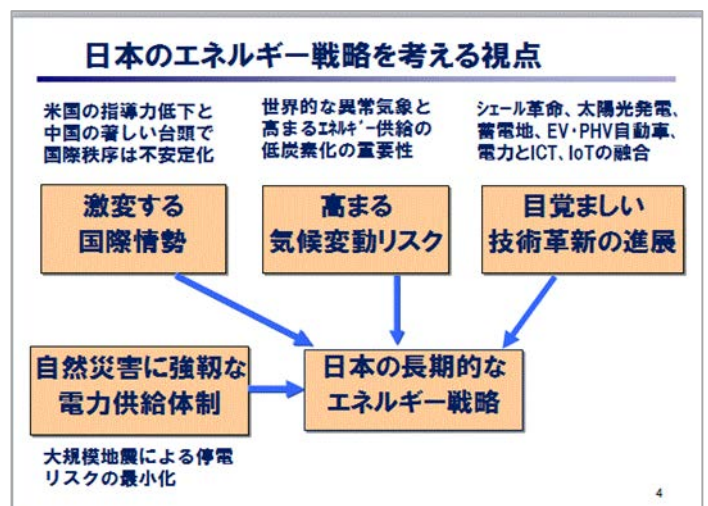 日本のエネルギー戦略を考える視点
米国の指導力低下と
中国の著しい台頭で
国際秩序は不安定化
世界的な異常気象と
高まるｴﾈﾙｷﾞｰ供給の
低炭素化の重要性
シェール革命、太陽光発電、
蓄電地、EV・PHV自動車、
電力とICT、IoTの融合
激変する
国際情勢
高まる
気候変動リスク
目覚ましい
技術革新の進展
自然災害に強靭な
電力供給体制
日本の長期的な
エネルギー戦略
大規模地震による停電
リスクの最小化
4